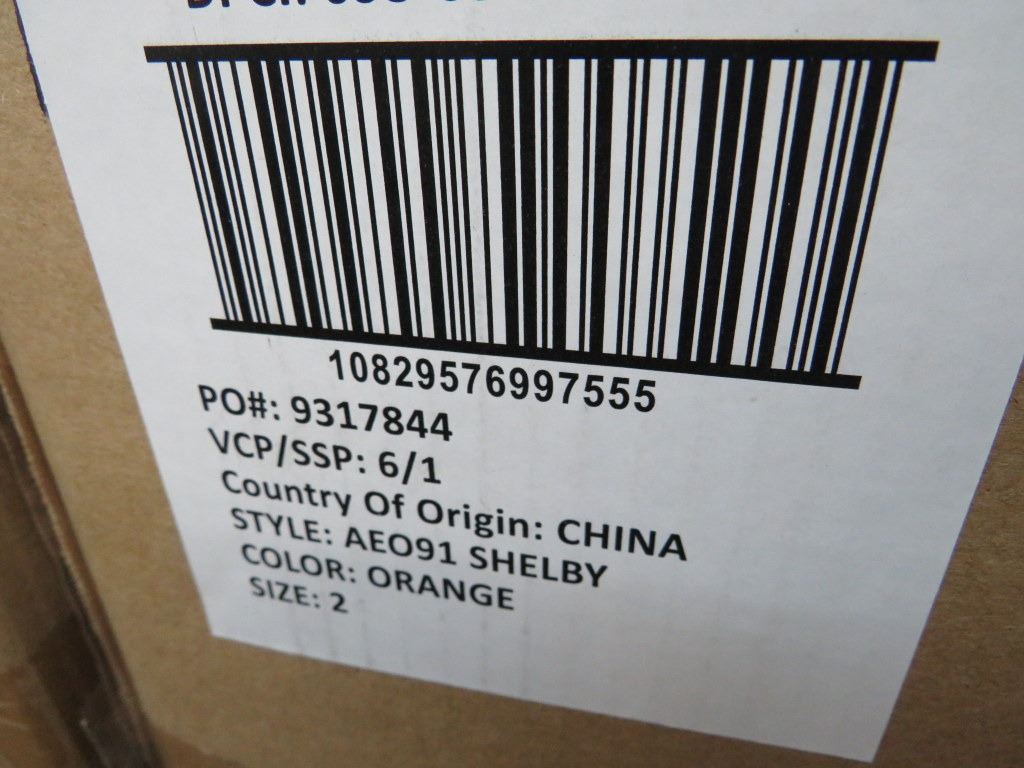 10829576997555
PO#: 9317844
VCP/SSP: 6/1
Country Of Origin: CHINA
STYLE: AEO91 SHELBY
COLOR: ORANGE
SIZE: 2